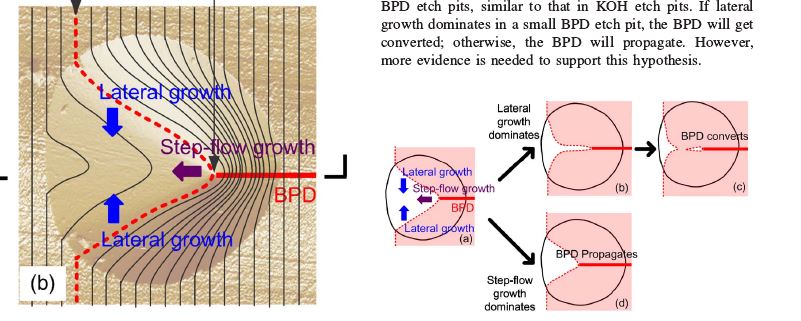 Lateral growth
Step-flow growth
BPD
Lateral growth
(b)
BPD etch pits, similar to that in KOH etch pits. If lateral
growth dominates in a small BPD etch pit, the BPD will get
converted; otherwise, the BPD will propagate. However,
more evidence is needed to support this hypothesis.
Lateral growth
Step-flow growth
BPD
Lateral growth
(a)
Lateral
growth
dominates
(b)
BPD converts
(c)
Step-flow
growth
dominates
BPD Propagates
(d)